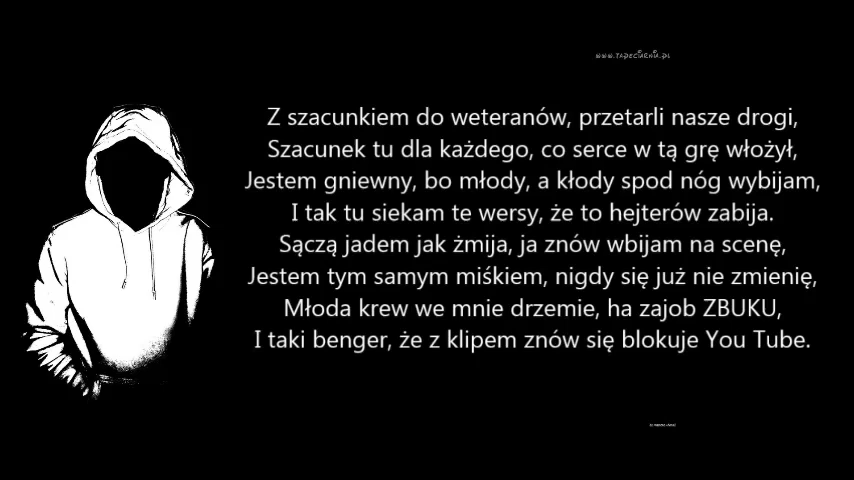 www.tapeciarnia.pl
Z szacunkiem do weteranów, przetarli nasze drogi,
Szacunek tu dla każdego, co serce w tą grę włożył,
Jestem gniewny, bo młody, a kłody spod nóg wybijam,
I tak tu siekam te wersy, że to hejterów zabija.
Sączą jadem jak żmija, ja znów wbijam na scenę,
Jestem tym samym miśkiem, nigdy się już nie zmienię,
Młoda krew we mnie drzemie, ha zajob ZBUKU,
I taki benger, że z klipem znów się blokuje You Tube.